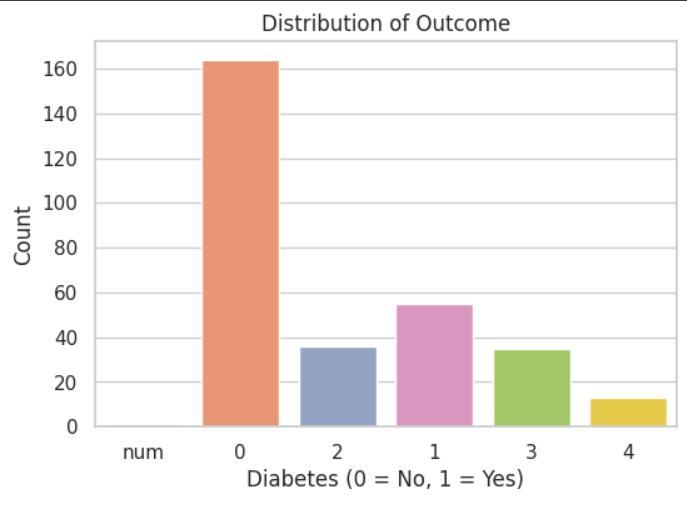 Distribution of Outcome
160
140
120
100
80
60
40
20
0
Count
num 0 2 1 3 4
Diabetes (0 = No, 1 = Yes)